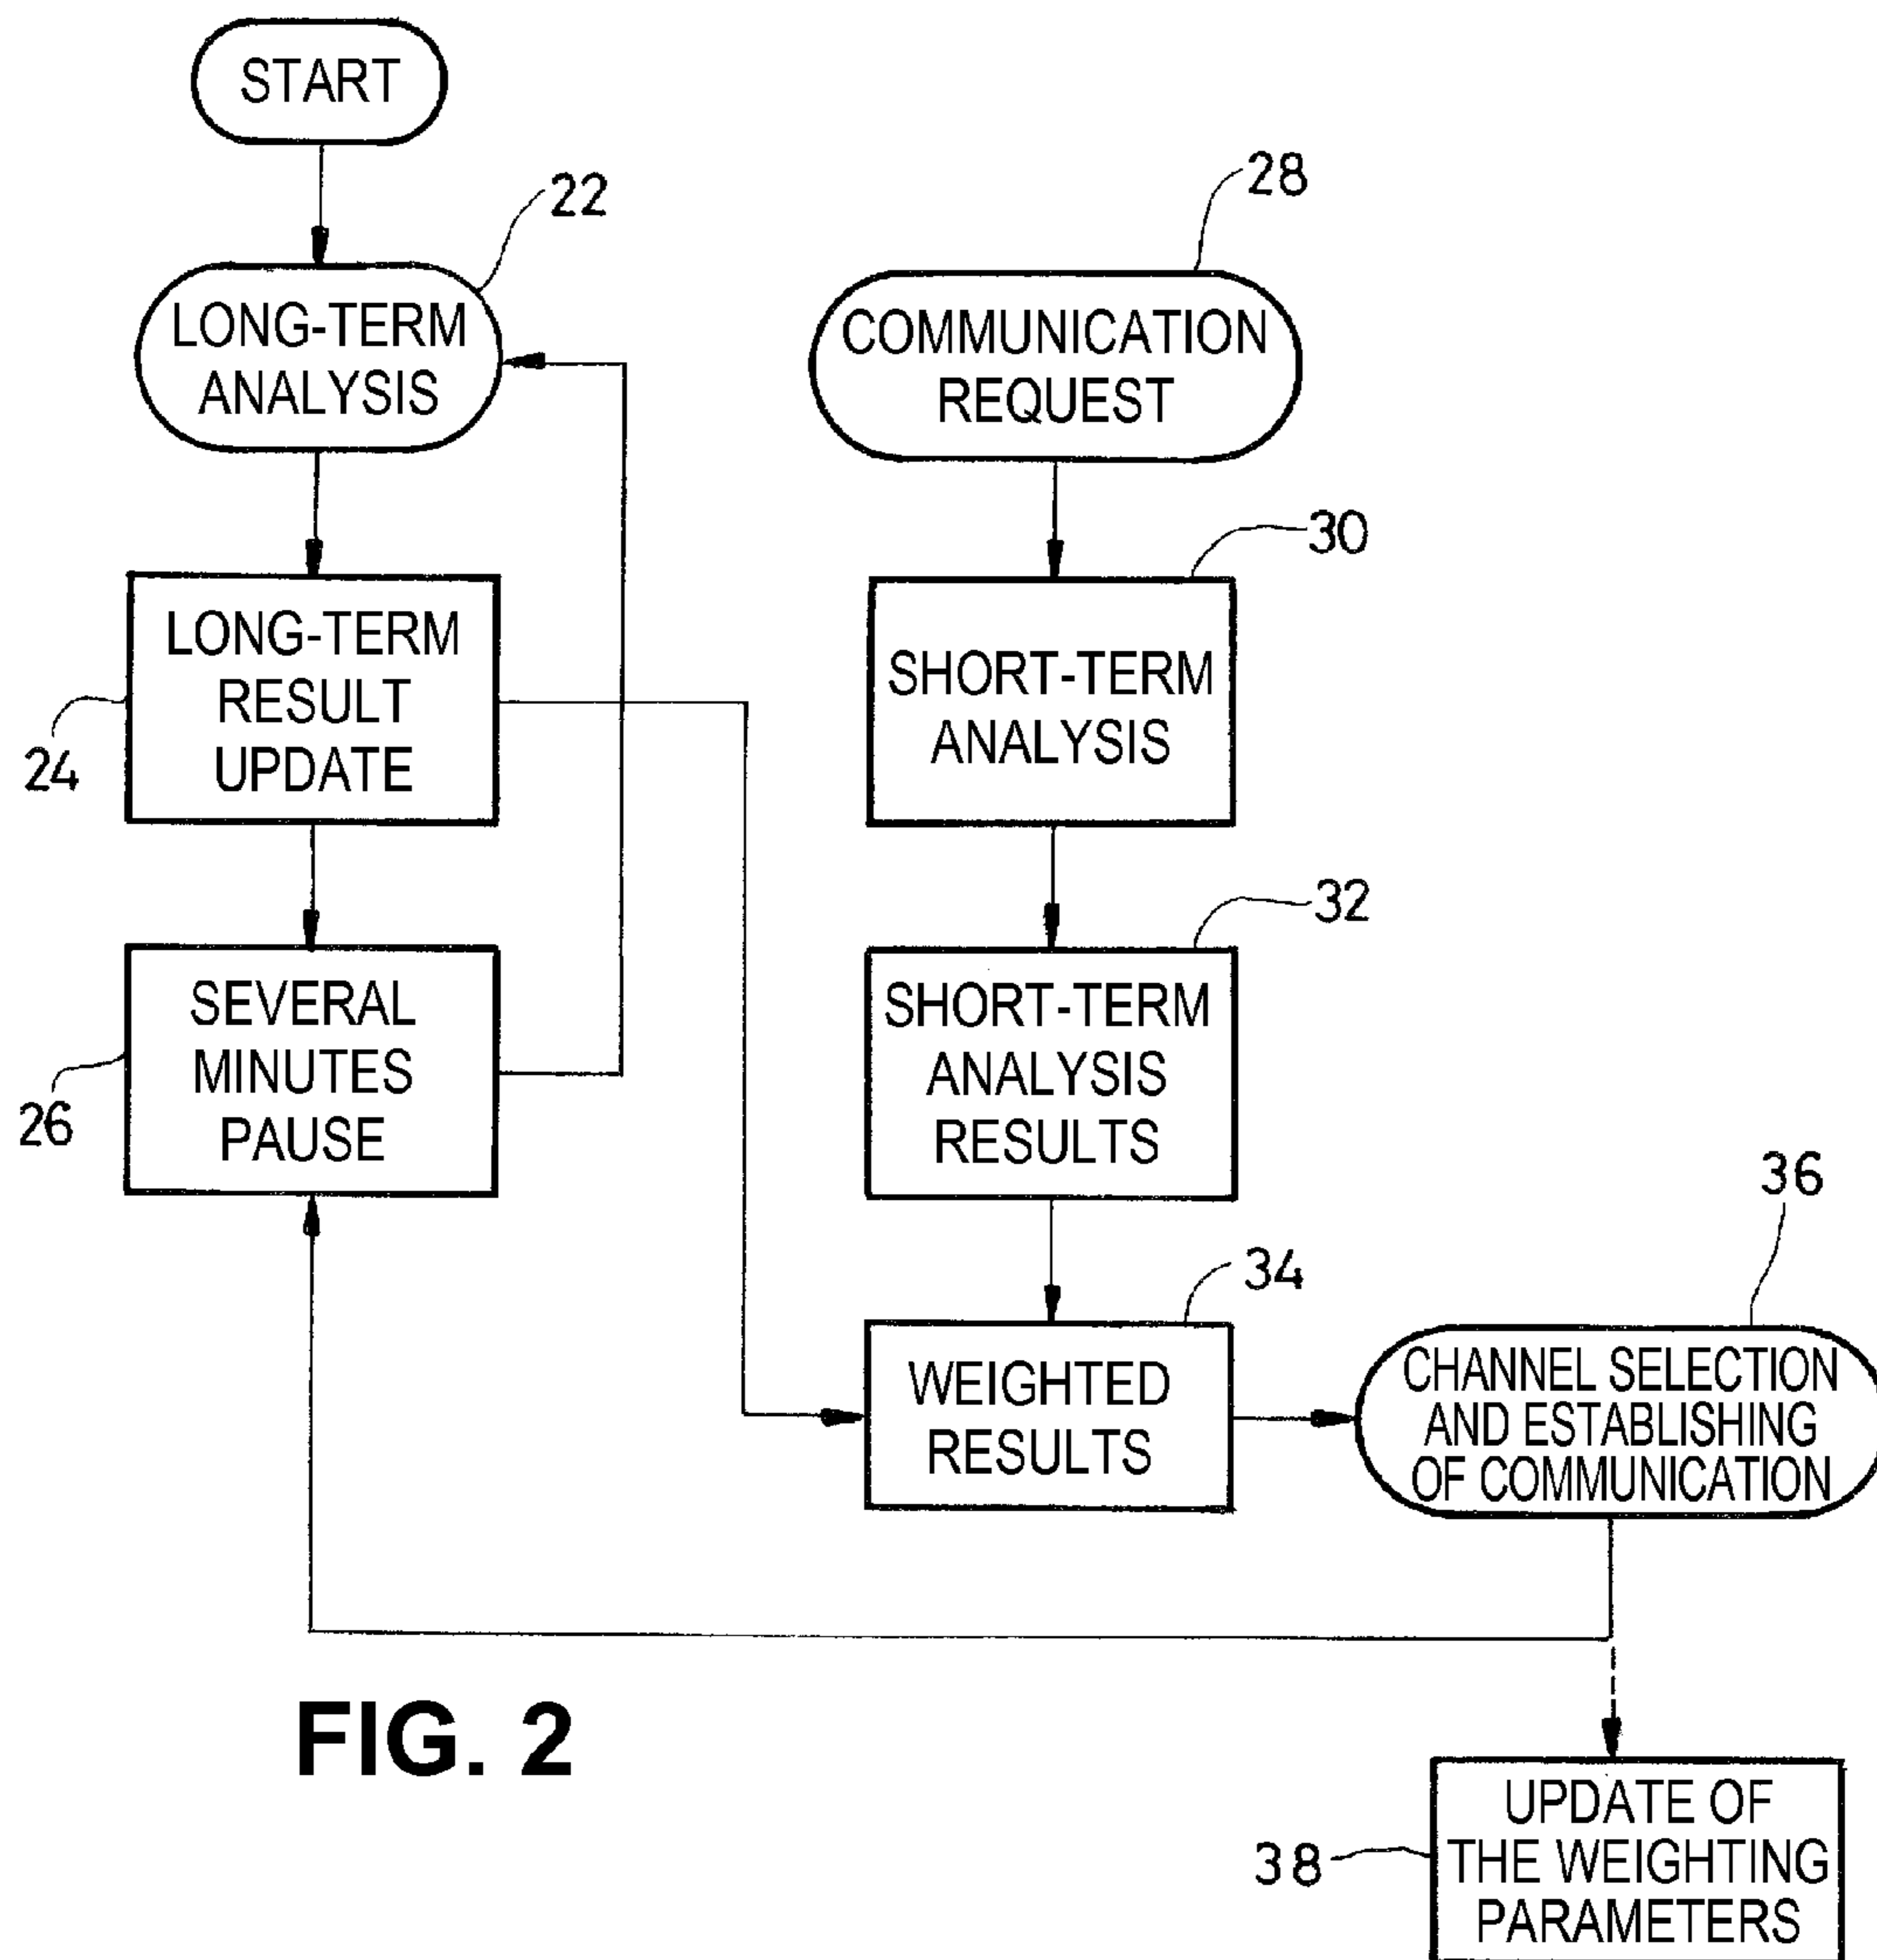 START
22
LONG-TERM
ANALYSIS
28
COMMUNICATION
REQUEST
LONG-TERM
RESULT
UPDATE
24
30
SHORT-TERM
ANALYSIS
SEVERAL
MINUTES
PAUSE
26
32
SHORT-TERM
ANALYSIS
RESULTS
34
WEIGHTED
RESULTS
36
CHANNEL SELECTION
AND ESTABLISHING
OF COMMUNICATION
FIG. 2
38
UPDATE OF
THE WEIGHTING
PARAMETERS